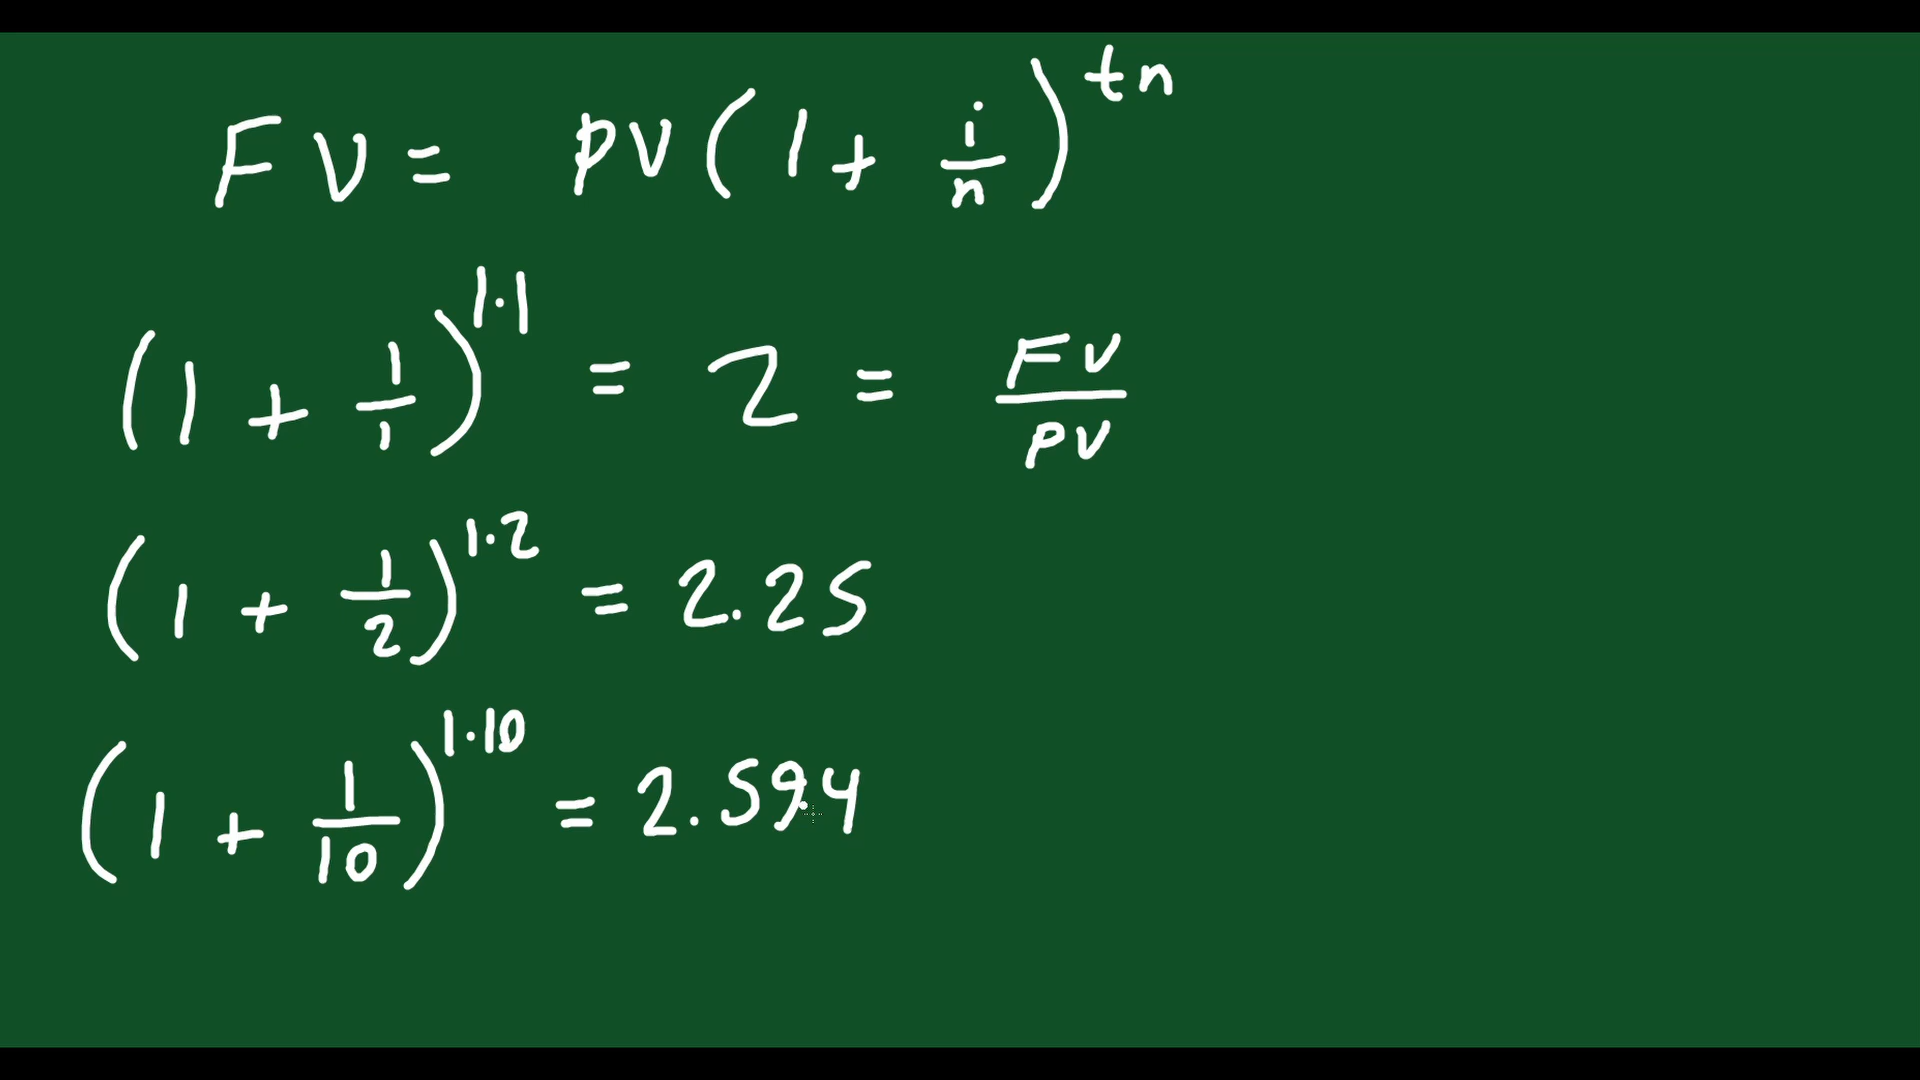 FV = PV(1 + i/n)^tn
(1 + 1/1)^1·1 = 2 = FV/PV
(1 + 1/2)^1·2 = 2.25
(1 + 1/10)^1·10 = 2.594